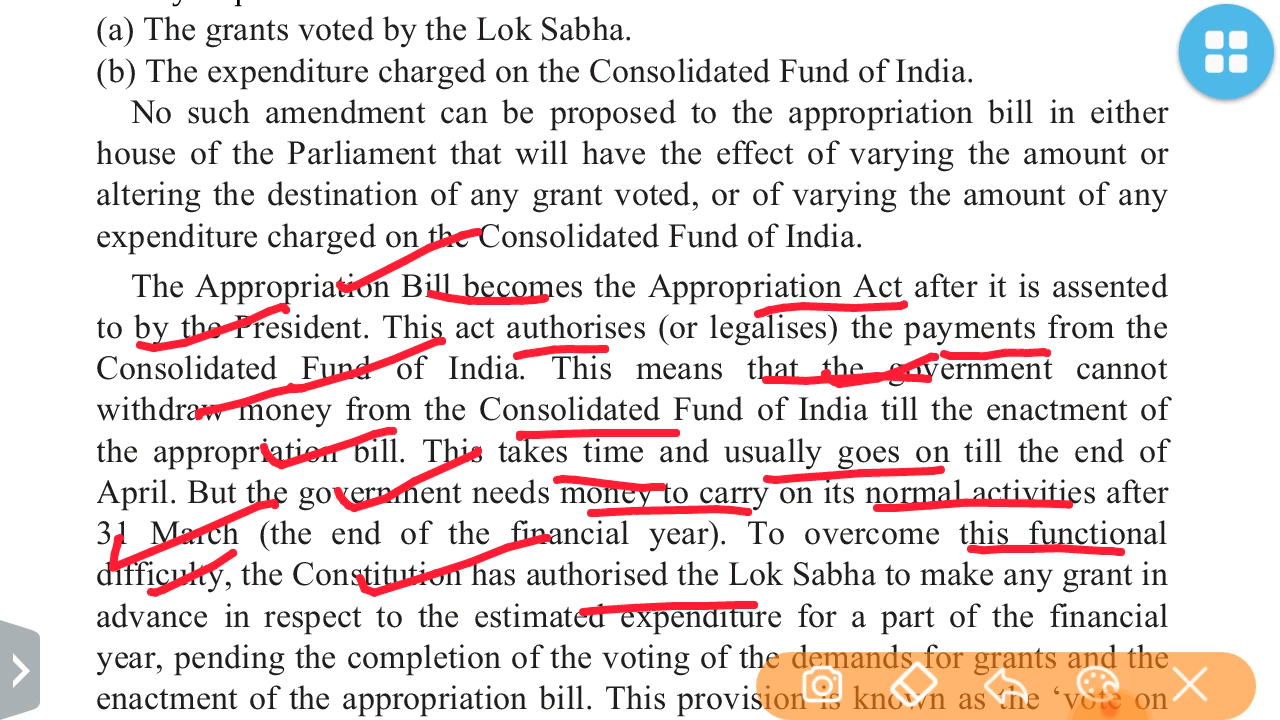 (a) The grants voted by the Lok Sabha.
(b) The expenditure charged on the Consolidated Fund of India.
No such amendment can be proposed to the appropriation bill in either
house of the Parliament that will have the effect of varying the amount or
altering the destination of any grant voted, or of varying the amount of any
expenditure charged on the Consolidated Fund of India.
The Appropriation Bill becomes the Appropriation Act after it is assented
to by the President. This act authorises (or legalises) the payments from the
Consolidated Fund of India. This means that the government cannot
withdraw money from the Consolidated Fund of India till the enactment of
the appropriation bill. This takes time and usually goes on till the end of
April. But the government needs money to carry on its normal activities after
31 March (the end of the financial year). To overcome this functional
difficulty, the Constitution has authorised the Lok Sabha to make any grant in
advance in respect to the estimated expenditure for a part of the financial
year, pending the completion of the voting of the demands for grants and the
enactment of the appropriation bill. This provision is known as the ‘vote on